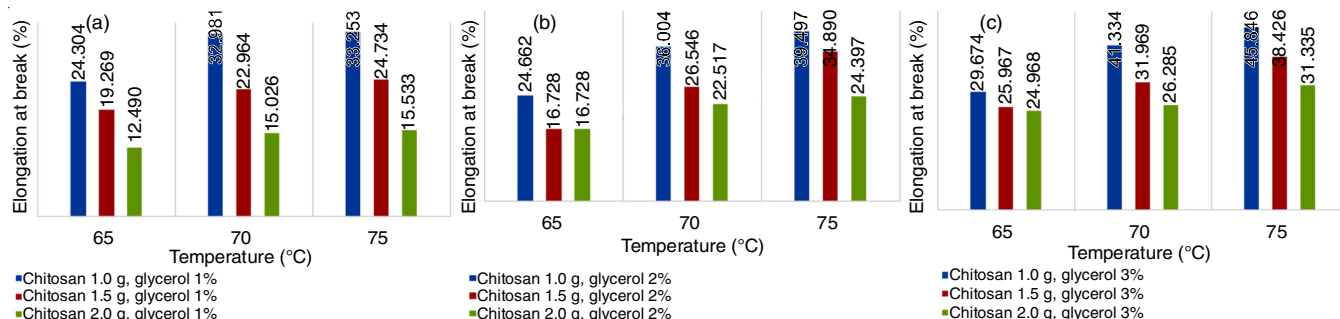 (a)
Elongation at break (%)
24.304
19.269
12.490
32.981
22.964
15.026
33.253
24.734
15.533
65
70
75
Temperature (°C)
Chitosan 1.0 g, glycerol 1%
Chitosan 1.5 g, glycerol 1%
Chitosan 2.0 g, glycerol 1%
(b)
Elongation at break (%)
24.662
16.728
16.728
36.004
26.546
22.517
39.497
34.890
24.397
65
70
75
Temperature (°C)
Chitosan 1.0 g, glycerol 2%
Chitosan 1.5 g, glycerol 2%
Chitosan 2.0 g, glycerol 2%
(c)
Elongation at break (%)
29.674
25.967
24.968
41.334
31.969
26.285
45.846
38.426
31.335
65
70
75
Temperature (°C)
Chitosan 1.0 g, glycerol 3%
Chitosan 1.5 g, glycerol 3%
Chitosan 2.0 g, glycerol 3%